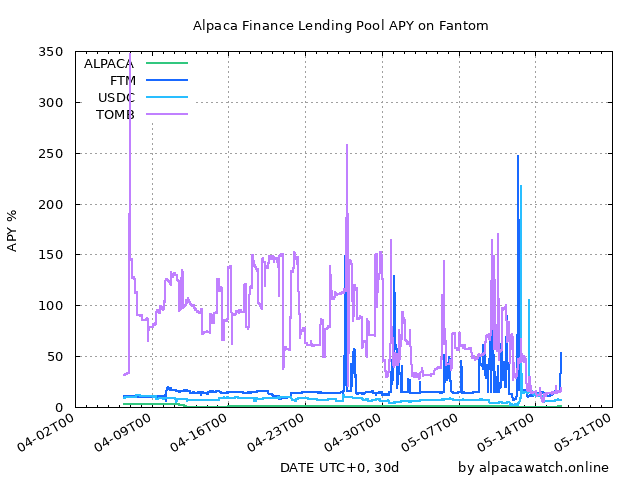 Alpaca Finance Lending Pool APY on Fantom
350
300
250
200
150
100
50
0
APY %
ALPACA
FTM
USDC
TOMB
04-02T00
04-09T00
04-16T00
04-23T00
04-30T00
05-07T00
05-14T00
05-21T00
DATE UTC+0, 30d
by alpacawatch.online